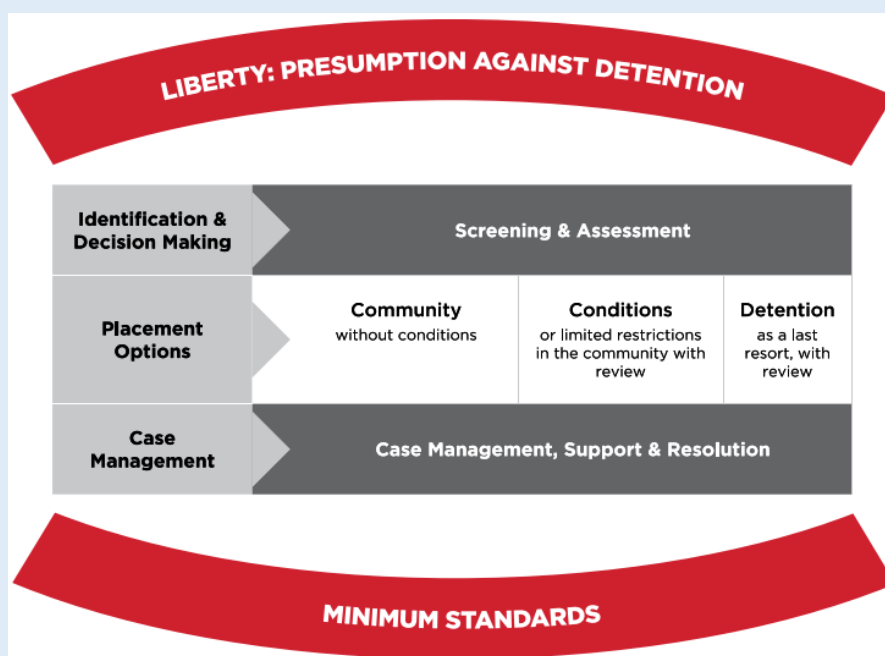 LIBERTY: PRESUMPTION AGAINST DETENTION
Identification &
Decision Making
Screening & Assessment
Placement
Options
Community
without conditions
Conditions
or limited restrictions
in the community with
review
Detention
as a last
resort, with
review
Case
Management
Case Management, Support & Resolution
MINIMUM STANDARDS